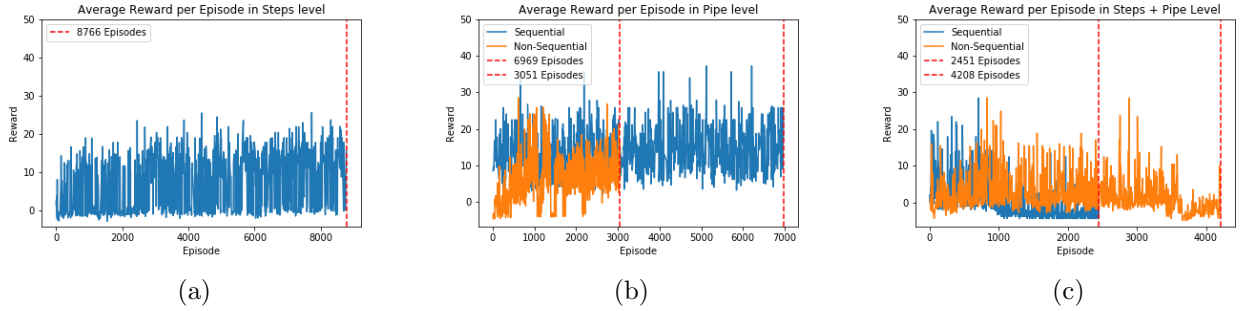 Average Reward per Episode in Steps level
50
40
30
20
10
0
Reward
8766 Episodes
0 2000 4000 6000 8000
Episode
(a)
Average Reward per Episode in Pipe level
50
40
30
20
10
0
Reward
Sequential
Non-Sequential
6969 Episodes
3051 Episodes
0 1000 2000 3000 4000 5000 6000 7000
Episode
(b)
Average Reward per Episode in Steps + Pipe Level
50
40
30
20
10
0
Reward
Sequential
Non-Sequential
2451 Episodes
4208 Episodes
0 1000 2000 3000 4000
Episode
(c)